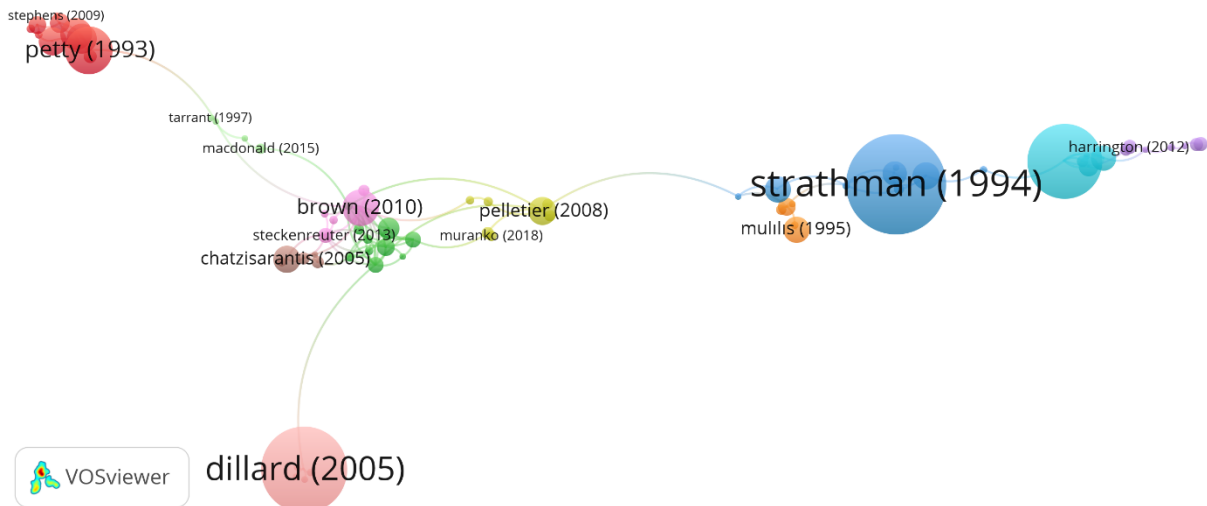 stephens (2009)
petty (1993)
tarrant (1997)
macdonald (2015)
harrington (2012)
strathman (1994)
brown (2010)
pelletier (2008)
steckenreuter (2013)
muranko (2018)
mulilis (1995)
chatzisarantis (2005)
dillard (2005)
VOSviewer